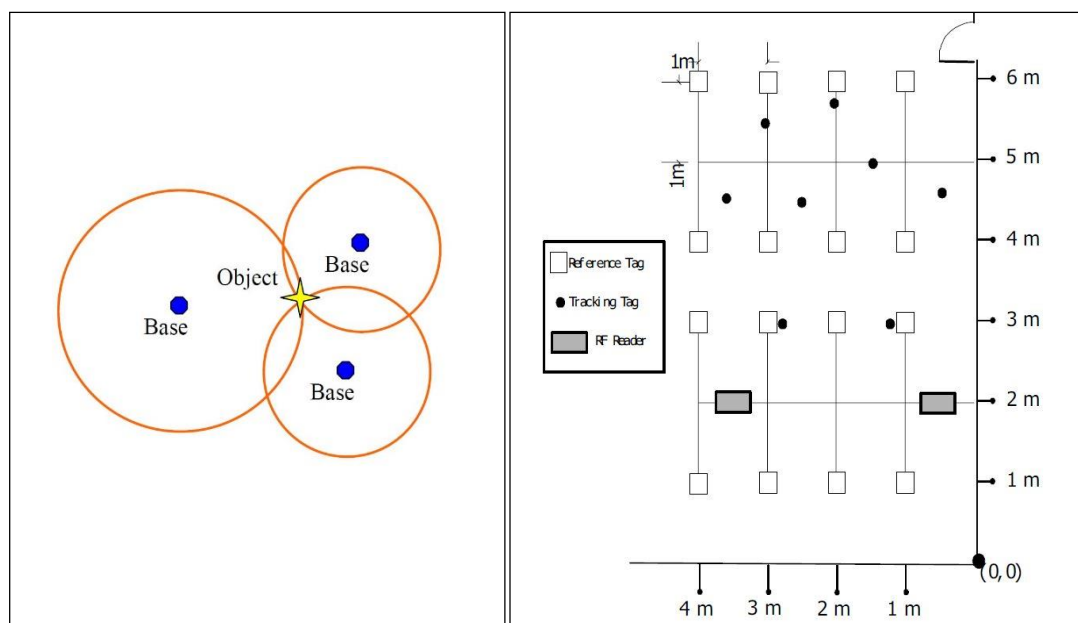 Object
Base
Base
Base
1m
1m
6 m
5 m
4 m
3 m
2 m
1 m
Reference Tag
Tracking Tag
RF Reader
(0,0)
4 m
3 m
2 m
1 m